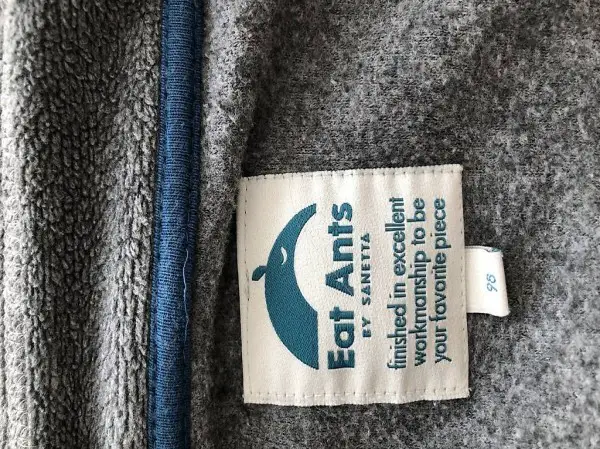 Eat Ants
BY SANETTA
finished in excellent
workmanship to be
your favorite piece
98